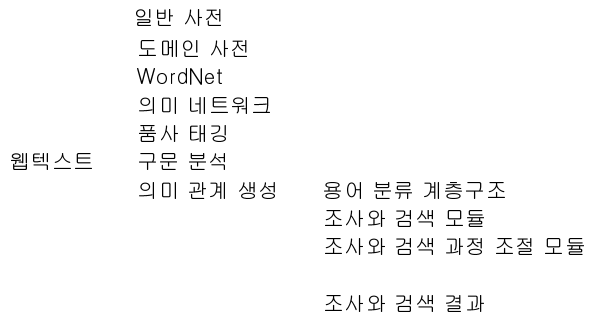 일반 사전
도메인 사전
WordNet
의미 네트워크
품사 태깅
웹텍스트 구문 분석
의미 관계 생성 용어 분류 계층구조
조사와 검색 모듈
조사와 검색 과정 조절 모듈
조사와 검색 결과